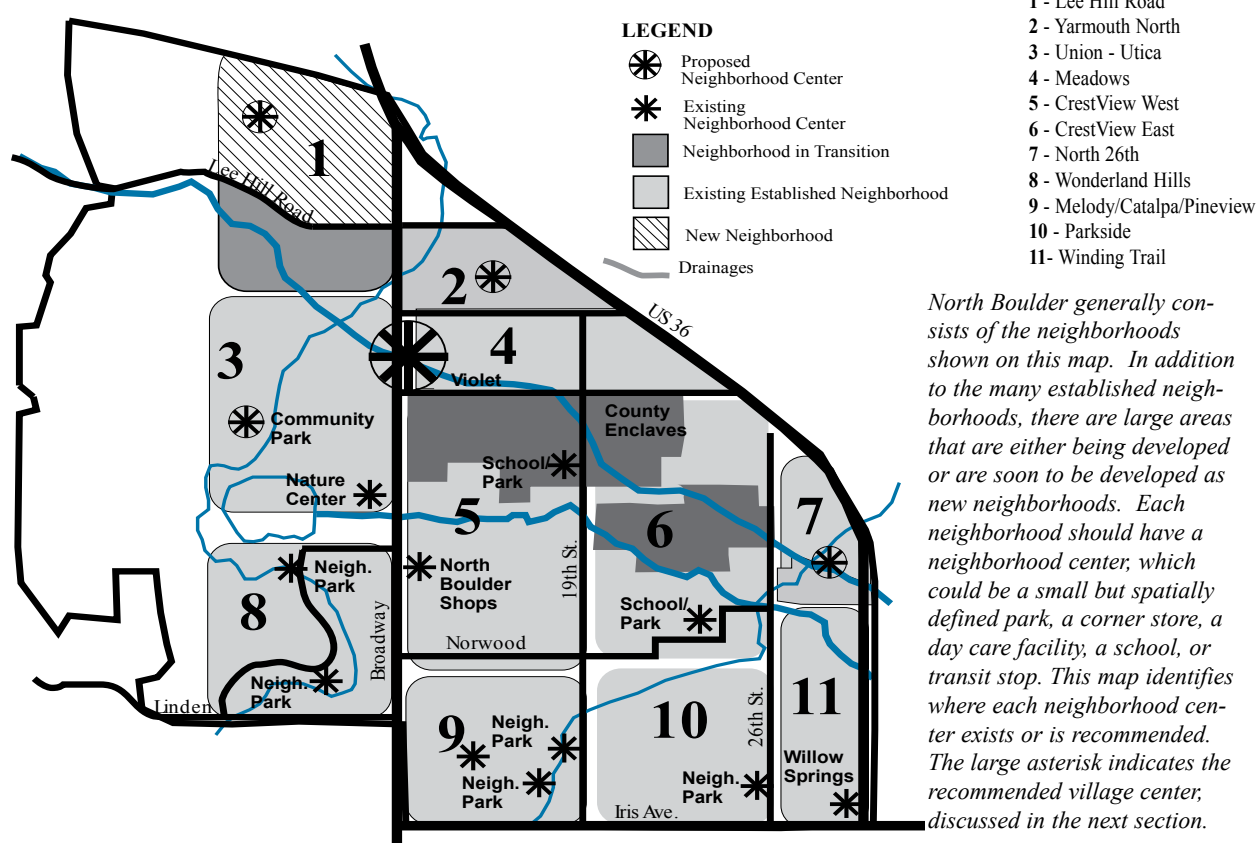 LEGEND
Proposed
Neighborhood Center
Existing
Neighborhood Center
Neighborhood in Transition
Existing Established Neighborhood
New Neighborhood
Drainages
1 - Lee Hill Road
2 - Yarmouth North
3 - Union - Utica
4 - Meadows
5 - CrestView West
6 - CrestView East
7 - North 26th
8 - Wonderland Hills
9 - Melody/Catalpa/Pineview
10 - Parkside
11- Winding Trail
North Boulder generally con-
sists of the neighborhoods
shown on this map. In addition
to the many established neigh-
borhoods, there are large areas
that are either being developed
or are soon to be developed as
new neighborhoods. Each
neighborhood should have a
neighborhood center, which
could be a small but spatially
defined park, a corner store, a
day care facility, a school, or
transit stop. This map identifies
where each neighborhood cen-
ter exists or is recommended.
The large asterisk indicates the
recommended village center,
discussed in the next section.
1
Lee Hill Road
2
US 36
3
4
Violet
Community
Park
County
Enclaves
School/
Park
Nature
Center
5
6
7
North
Boulder
Shops
19th St.
Neigh.
Park
8
School/
Park
Norwood
Broadway
Neigh.
Park
Linden
9
Neigh.
Park
Neigh.
Park
10
26th St.
Neigh.
Park
11
Willow
Springs
Iris Ave.